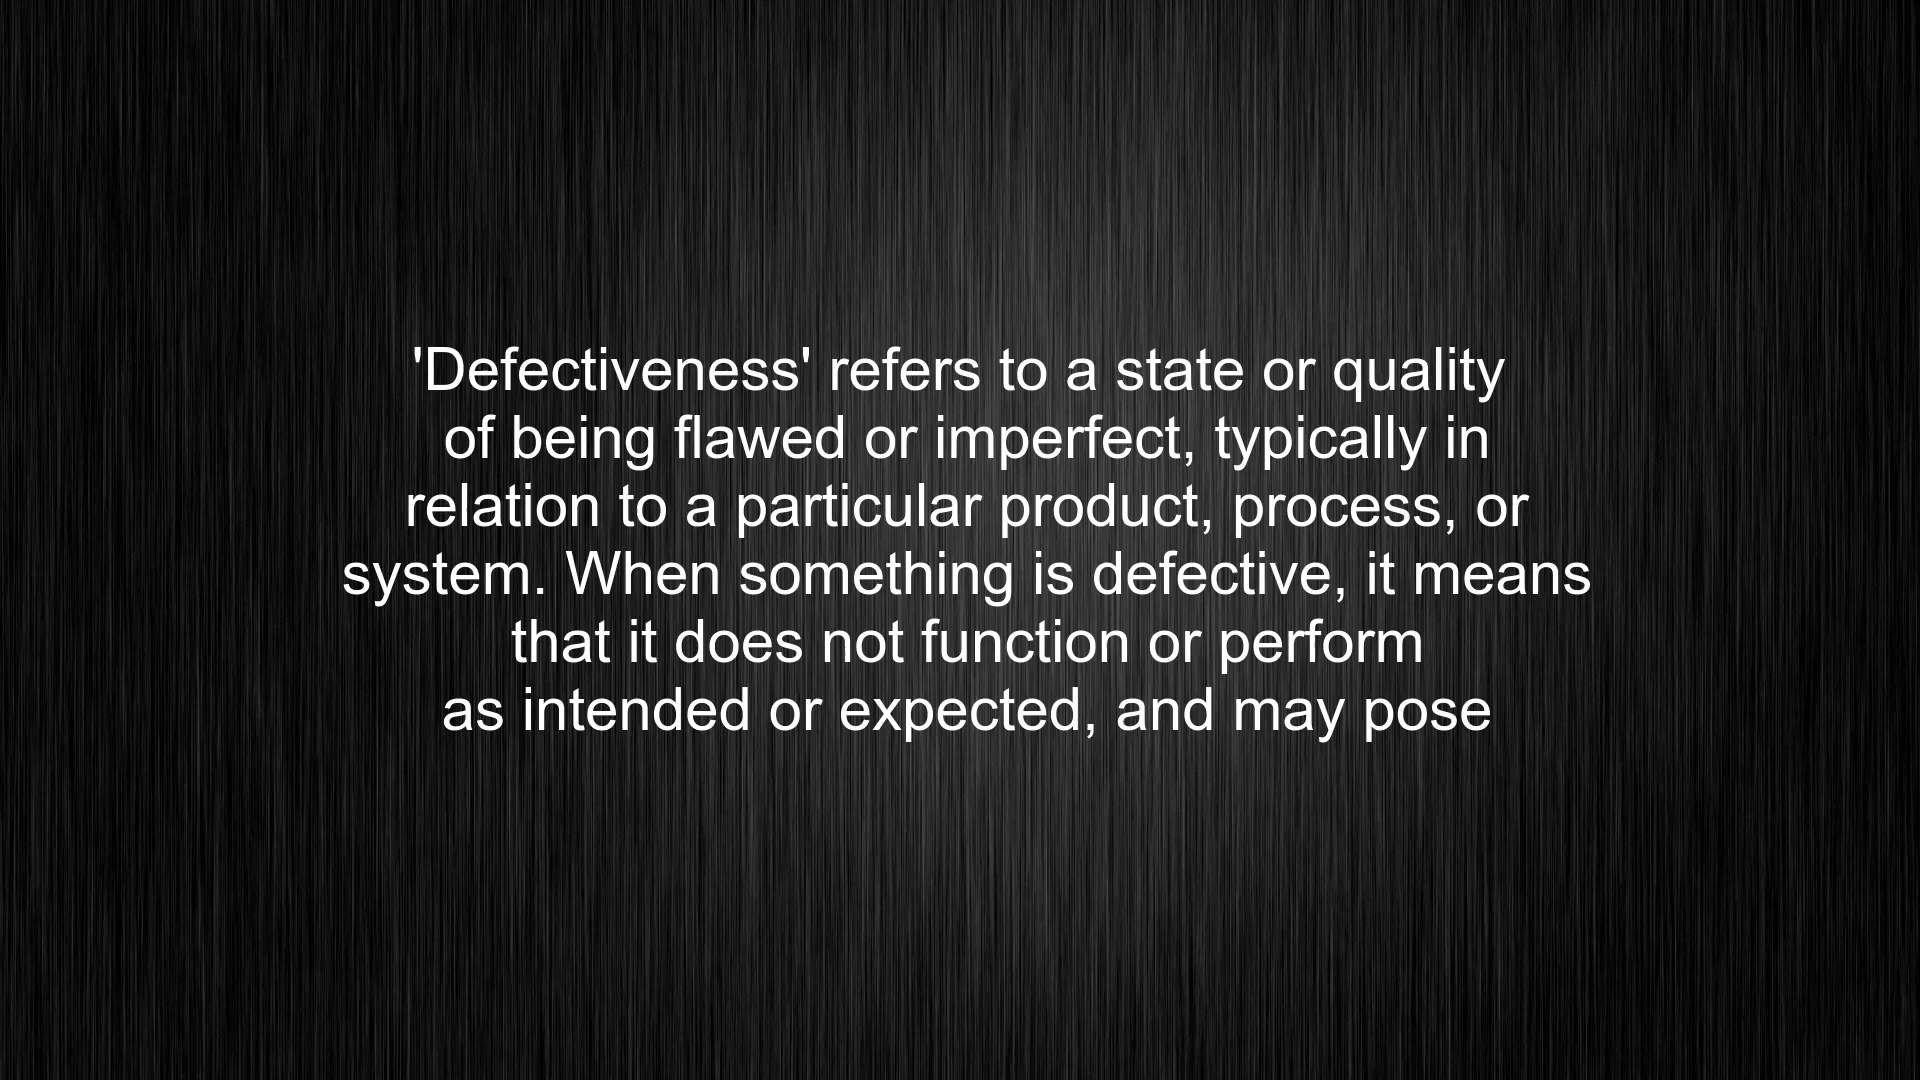 'Defectiveness' refers to a state or quality
of being flawed or imperfect, typically in
relation to a particular product, process, or
system. When something is defective, it means
that it does not function or perform
as intended or expected, and may pose